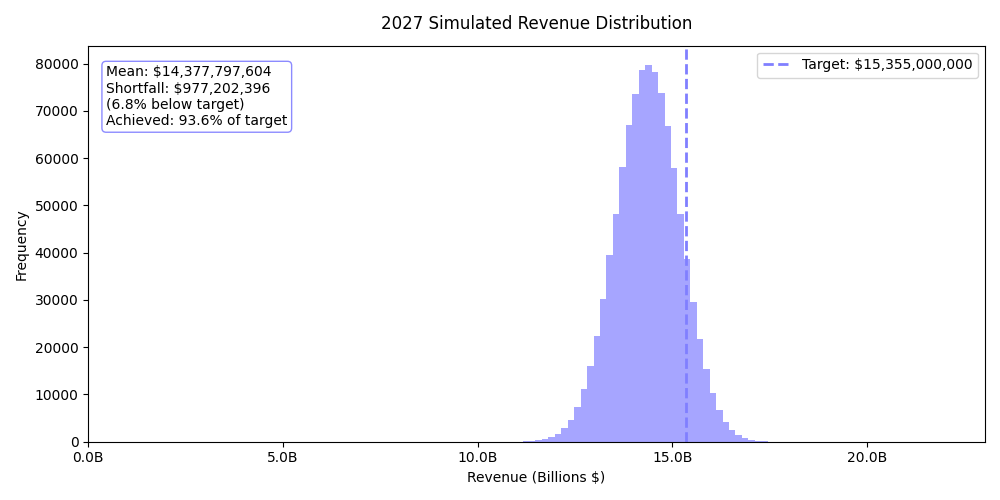 2027 Simulated Revenue Distribution
Mean: $14,377,797,604
Shortfall: $977,202,396
(6.8% below target)
Achieved: 93.6% of target
Target: $15,355,000,000
Frequency
80000
70000
60000
50000
40000
30000
20000
10000
0
0.0B
5.0B
10.0B
15.0B
20.0B
Revenue (Billions $)